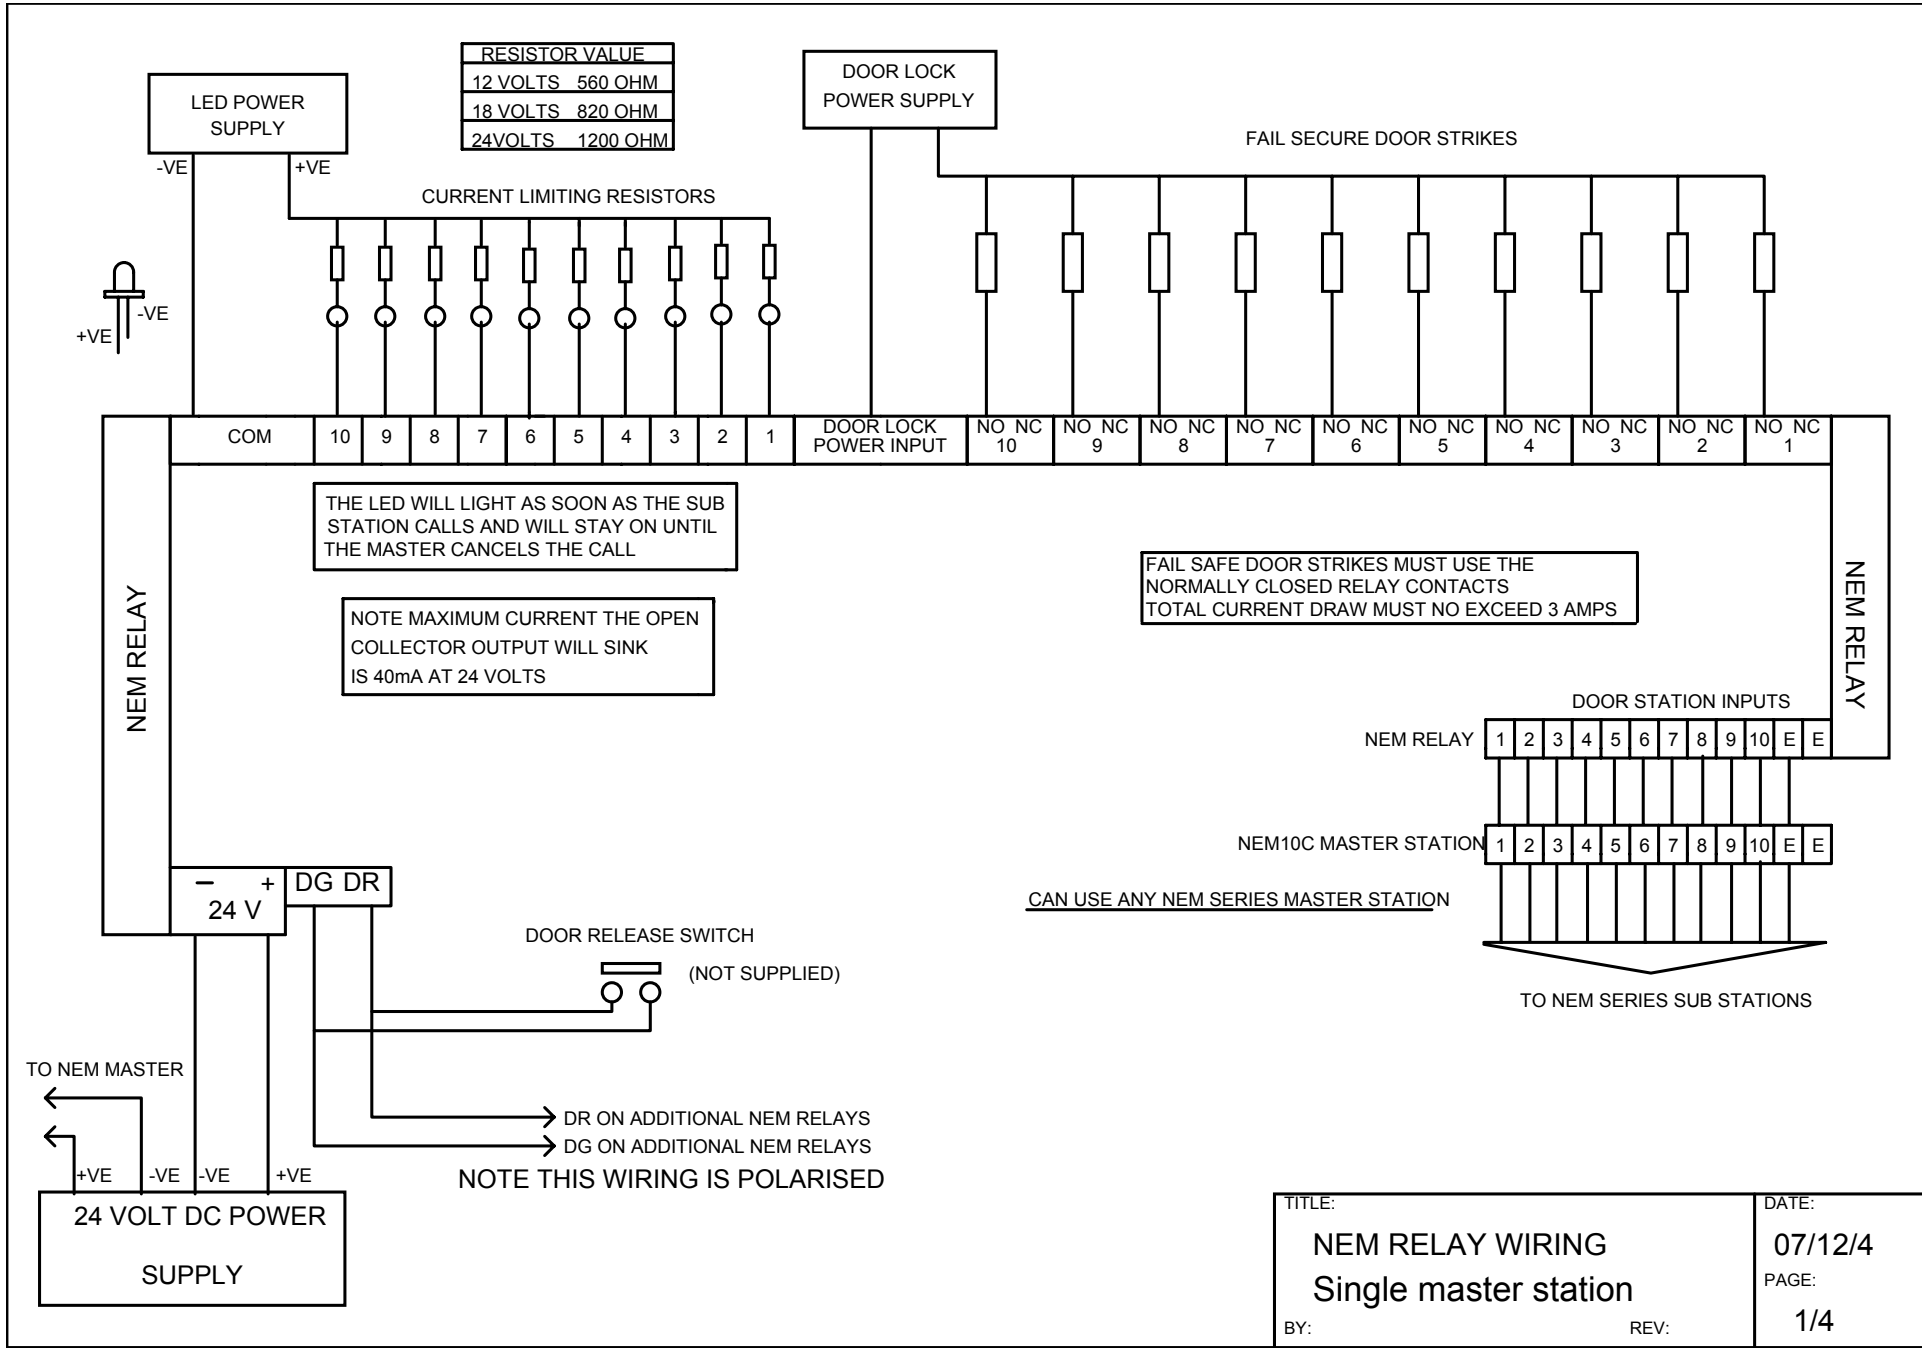 RESISTOR VALUE
12 VOLTS 560 OHM
18 VOLTS 820 OHM
24VOLTS 1200 OHM
LED POWER
SUPPLY
-VE
+VE
DOOR LOCK
POWER SUPPLY
FAIL SECURE DOOR STRIKES
CURRENT LIMITING RESISTORS
-VE
+VE
NEM RELAY
COM 10 9 8 7 6 5 4 3 2 1
DOOR LOCK
POWER INPUT
NO NC NO NC NO NC NO NC NO NC NO NC NO NC NO NC NO NC NO NC
10 9 8 7 6 5 4 3 2 1
NEM RELAY
THE LED WILL LIGHT AS SOON AS THE SUB
STATION CALLS AND WILL STAY ON UNTIL
THE MASTER CANCELS THE CALL
NOTE MAXIMUM CURRENT THE OPEN
COLLECTOR OUTPUT WILL SINK
IS 40mA AT 24 VOLTS
FAIL SAFE DOOR STRIKES MUST USE THE
NORMALLY CLOSED RELAY CONTACTS
TOTAL CURRENT DRAW MUST NO EXCEED 3 AMPS
DOOR STATION INPUTS
NEM RELAY 1 2 3 4 5 6 7 8 9 10 E E
NEM10C MASTER STATION 1 2 3 4 5 6 7 8 9 10 E E
CAN USE ANY NEM SERIES MASTER STATION
TO NEM SERIES SUB STATIONS
– + DG DR
24 V
DOOR RELEASE SWITCH
(NOT SUPPLIED)
TO NEM MASTER
DR ON ADDITIONAL NEM RELAYS
DG ON ADDITIONAL NEM RELAYS
NOTE THIS WIRING IS POLARISED
+VE -VE -VE +VE
24 VOLT DC POWER
SUPPLY
TITLE:
NEM RELAY WIRING
Single master station
BY: REV:
DATE:
07/12/4
PAGE:
1/4